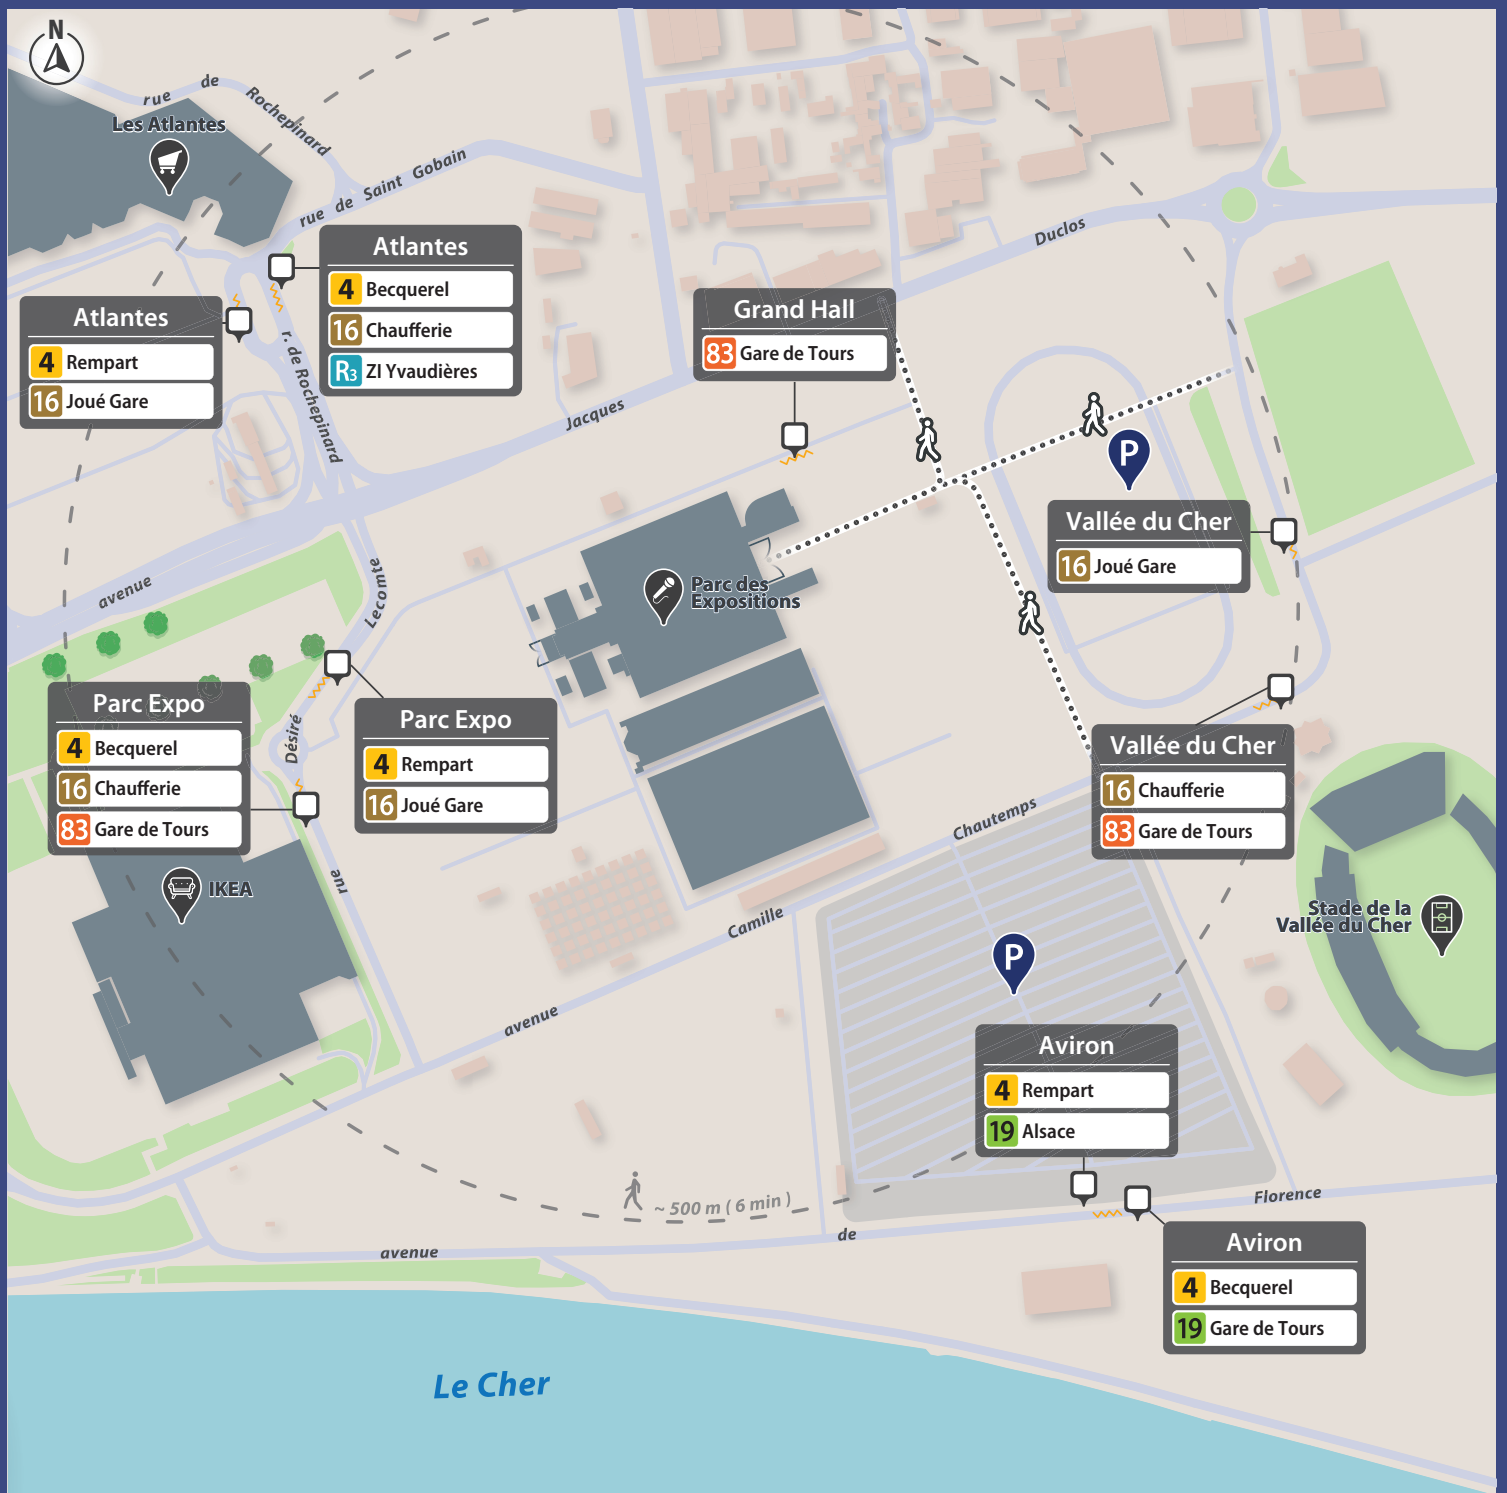 N
rue de Rochepinard
Les Atlantes
rue de Saint Gobain
Atlantes
4 Becquerel
16 Chaufferie
R3 ZI Yvaudières
Atlantes
4 Rempart
16 Joué Gare
r. de Rochepinard
Grand Hall
83 Gare de Tours
avenue Jacques Duclos
P
Vallée du Cher
16 Joué Gare
Parc des
Expositions
rue Désiré Lecomte
Parc Expo
4 Becquerel
16 Chaufferie
83 Gare de Tours
Parc Expo
4 Rempart
16 Joué Gare
Vallée du Cher
16 Chaufferie
83 Gare de Tours
IKEA
avenue Camille Chautemps
Stade de la
Vallée du Cher
P
Aviron
4 Rempart
19 Alsace
~ 500 m ( 6 min )
avenue de Florence
Aviron
4 Becquerel
19 Gare de Tours
Le Cher